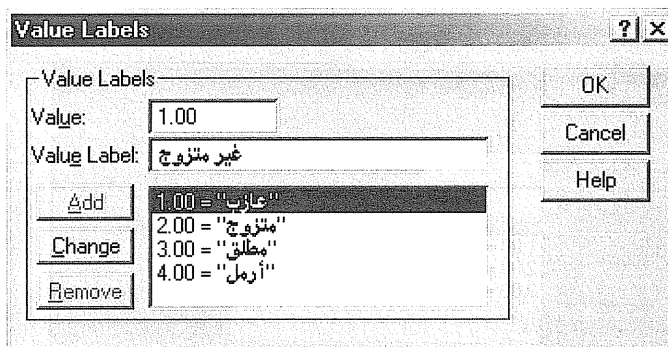 Value Labels
Value Labels
Value: 1.00
Value Label: غير متزوج
Add
Change
Remove
1.00 = "عازب"
2.00 = "متزوج"
3.00 = "مطلق"
4.00 = "أرمل"
OK
Cancel
Help